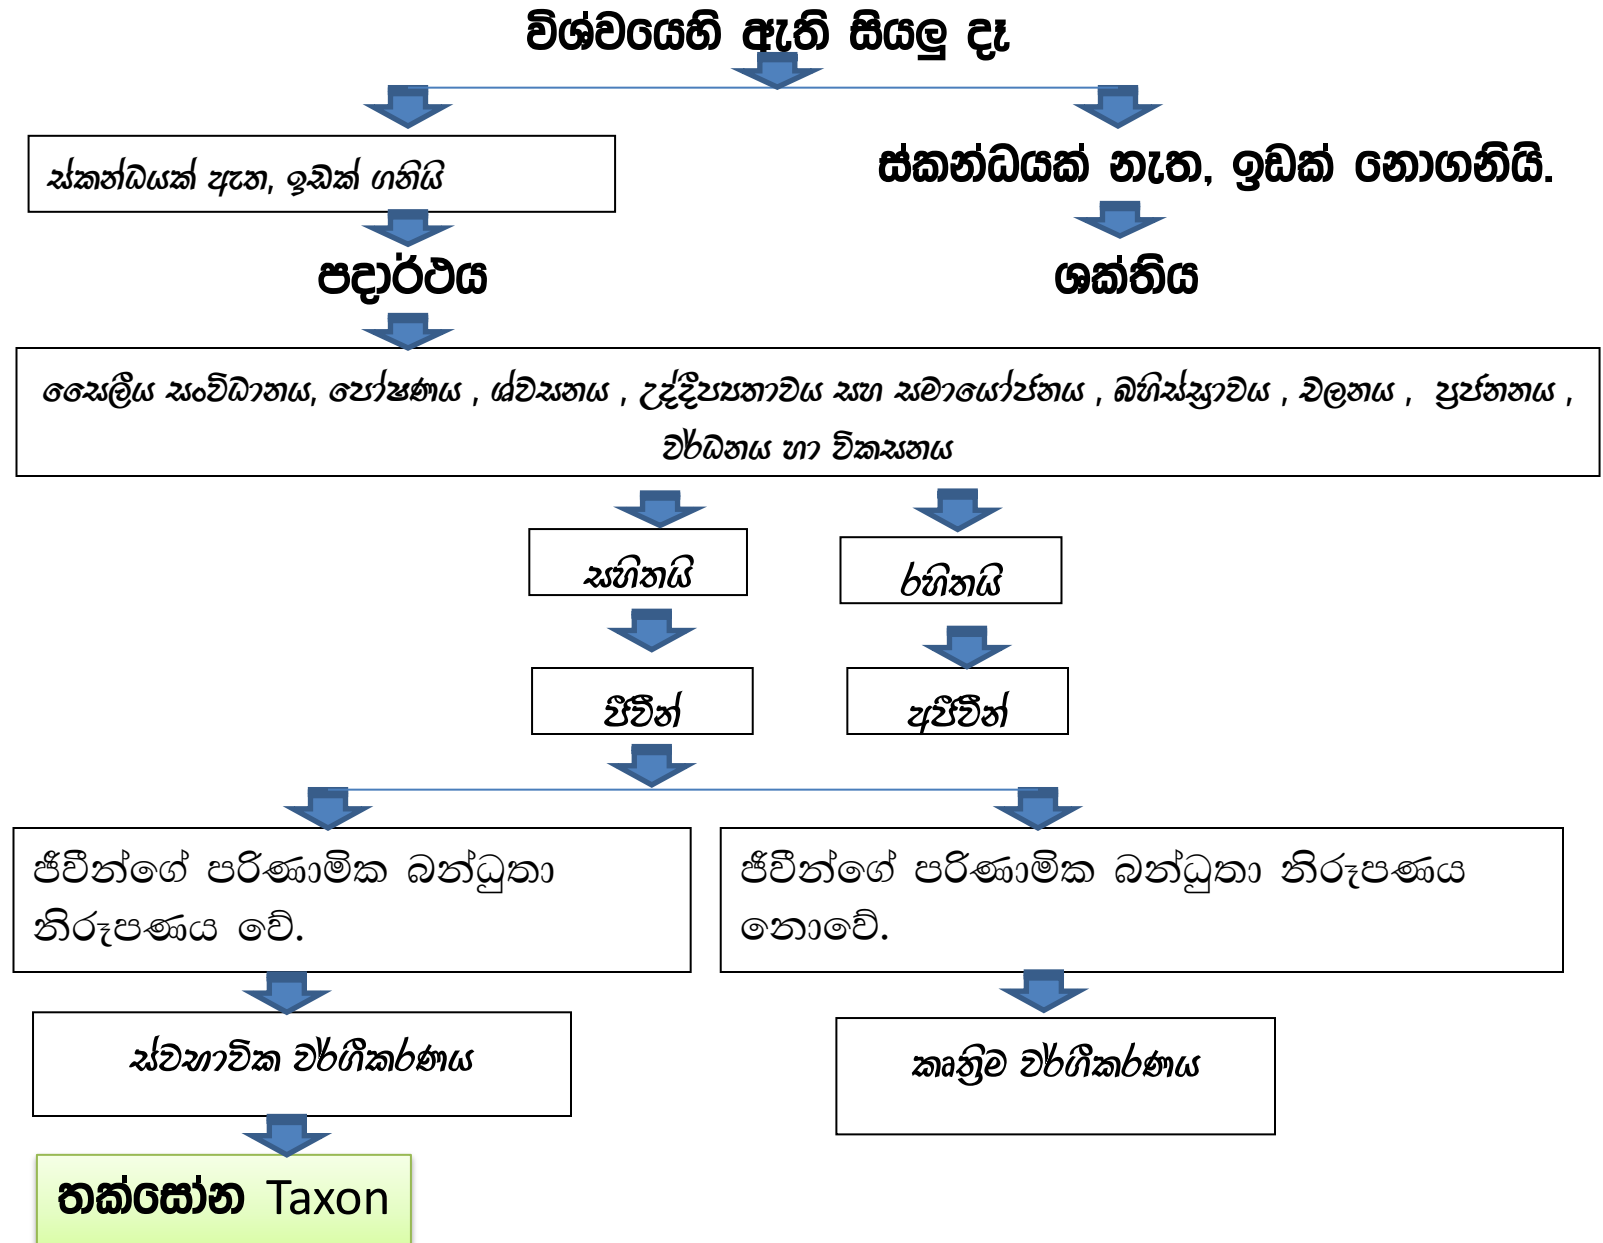 විශ්වයෙහි ඇති සියලු දෑ
ස්කන්ධයක් ඇත, ඉඩක් ගනියි
ස්කන්ධයක් නැත, ඉඩක් නොගනියි.
පදාර්ථය
ශක්තිය
සෛලීය සංවිධානය, පෝෂණය , ශ්වසනය , උද්දීප්‍යතාවය සහ සමායෝජනය , බහිස්ස්‍රාවය , චලනය , ප්‍රජනනය ,
වර්ධනය හා විකසනය
සහිතයි
රහිතයි
ජීවීන්
අජීවීන්
ජීවීන්ගේ පරිණාමික බන්ධුතා
නිරූපණය වේ.
ජීවීන්ගේ පරිණාමික බන්ධුතා නිරූපණය
නොවේ.
ස්වභාවික වර්ගීකරණය
කෘත්‍රිම වර්ගීකරණය
තක්සෝන Taxon